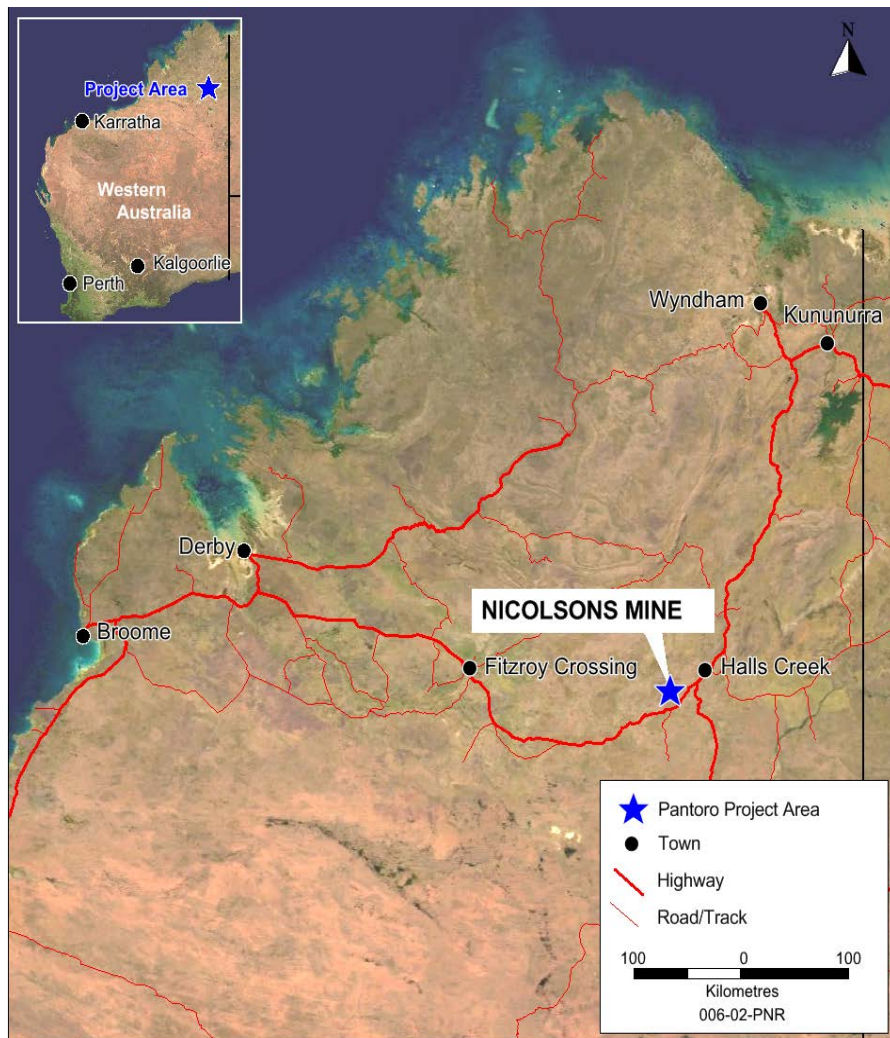 Project Area
Karratha
Western
Australia
Kalgoorlie
Perth
N
Wyndham
Kununurra
Derby
NICOLSONS MINE
Broome
Fitzroy Crossing
Halls Creek
Pantoro Project Area
Town
Highway
Road/Track
100 0 100
Kilometres
006-02-PNR